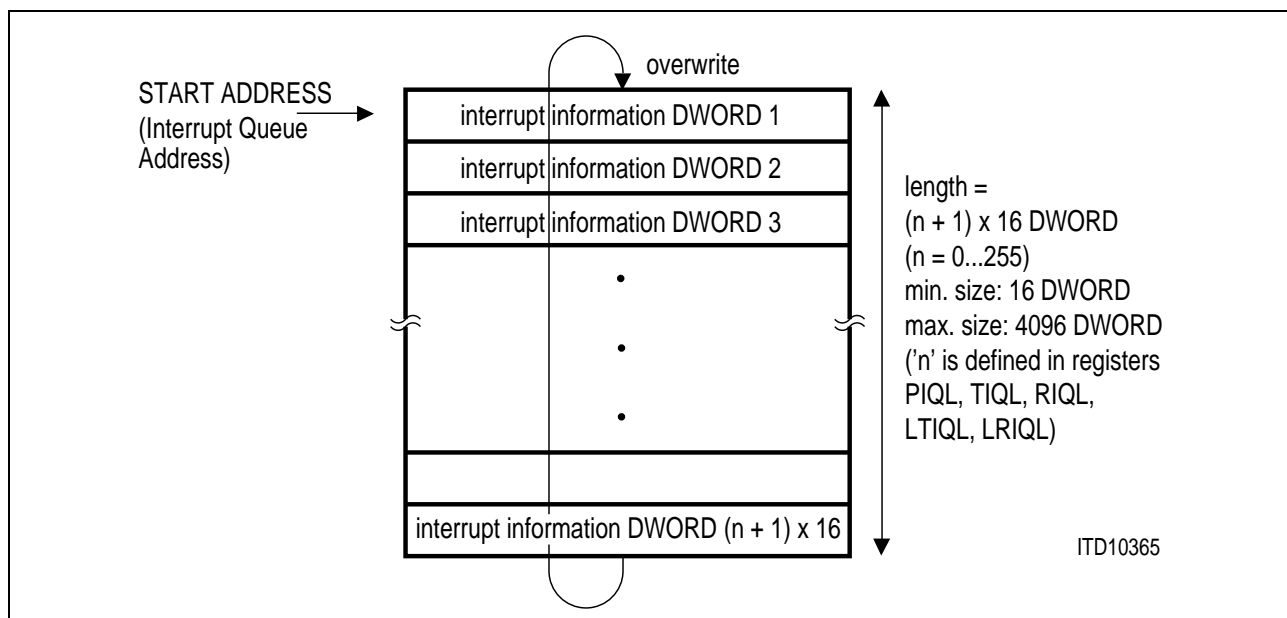 overwrite
START ADDRESS
(Interrupt Queue
Address)
interrupt information DWORD 1
interrupt information DWORD 2
interrupt information DWORD 3
length =
(n + 1) x 16 DWORD
(n = 0...255)
min. size: 16 DWORD
max. size: 4096 DWORD
('n' is defined in registers
PIQL, TIQL, RIQL,
LTIQL, LRIQL)
interrupt information DWORD (n + 1) x 16
ITD10365